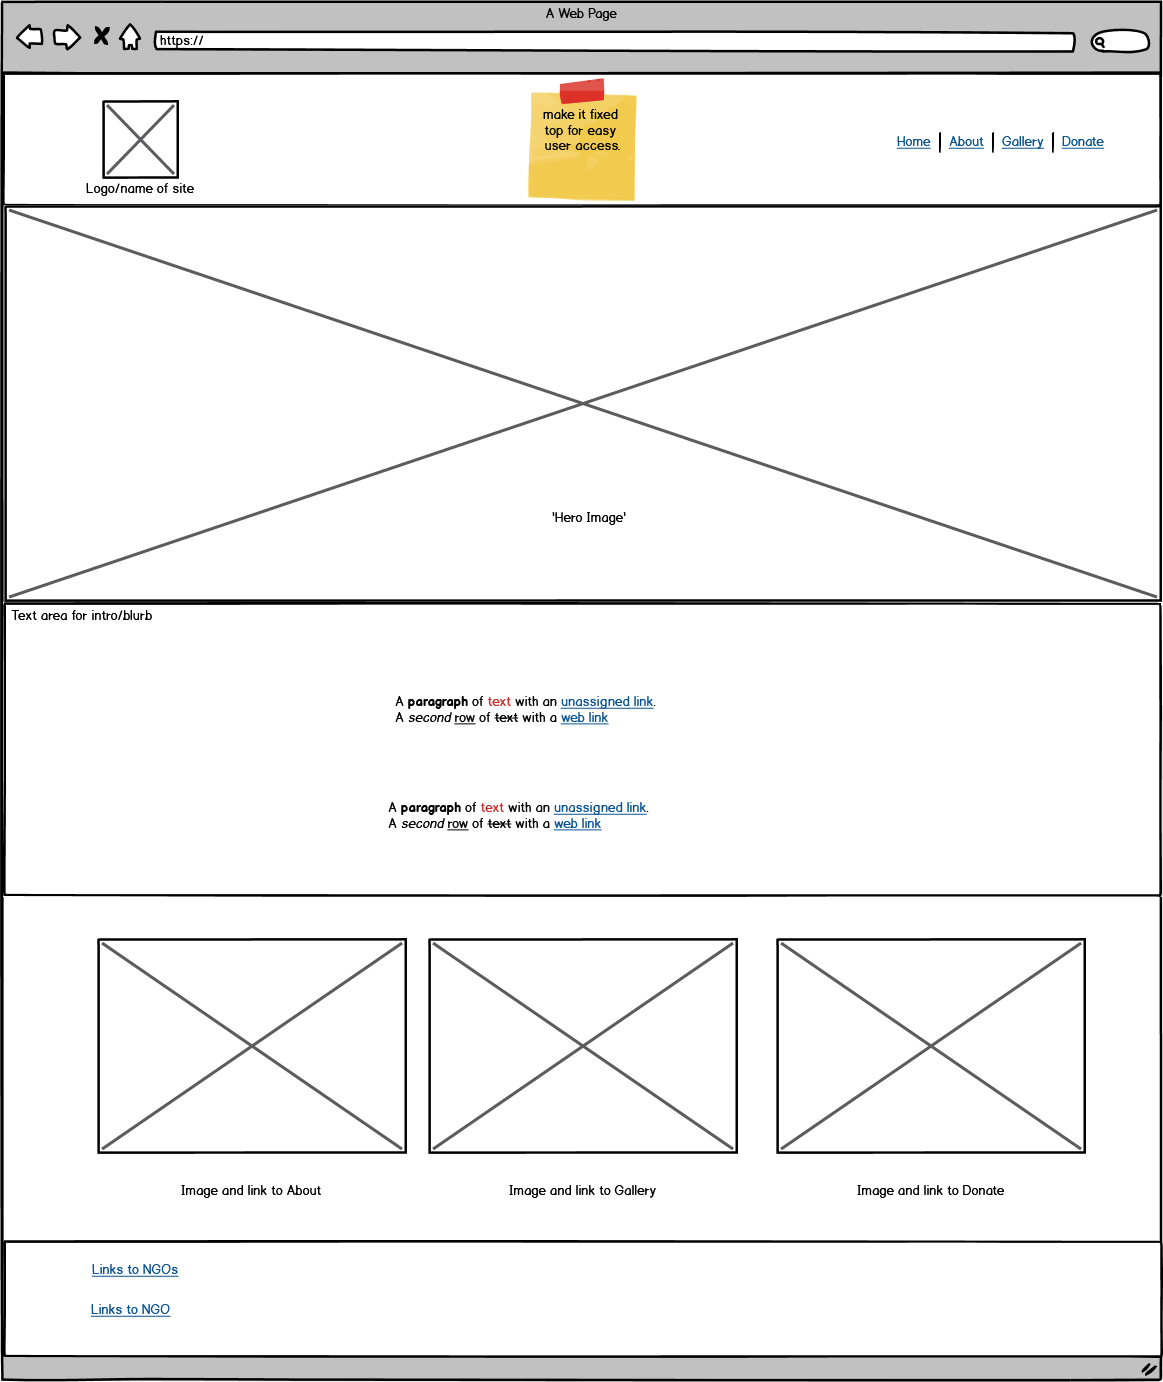 A Web Page
https://
make it fixed
top for easy
user access.
Home About Gallery Donate
Logo/name of site
'Hero Image'
Text area for intro/blurb
A paragraph of text with an unassigned link.
A second row of text with a web link
A paragraph of text with an unassigned link.
A second row of text with a web link
Image and link to About
Image and link to Gallery
Image and link to Donate
Links to NGOs
Links to NGO